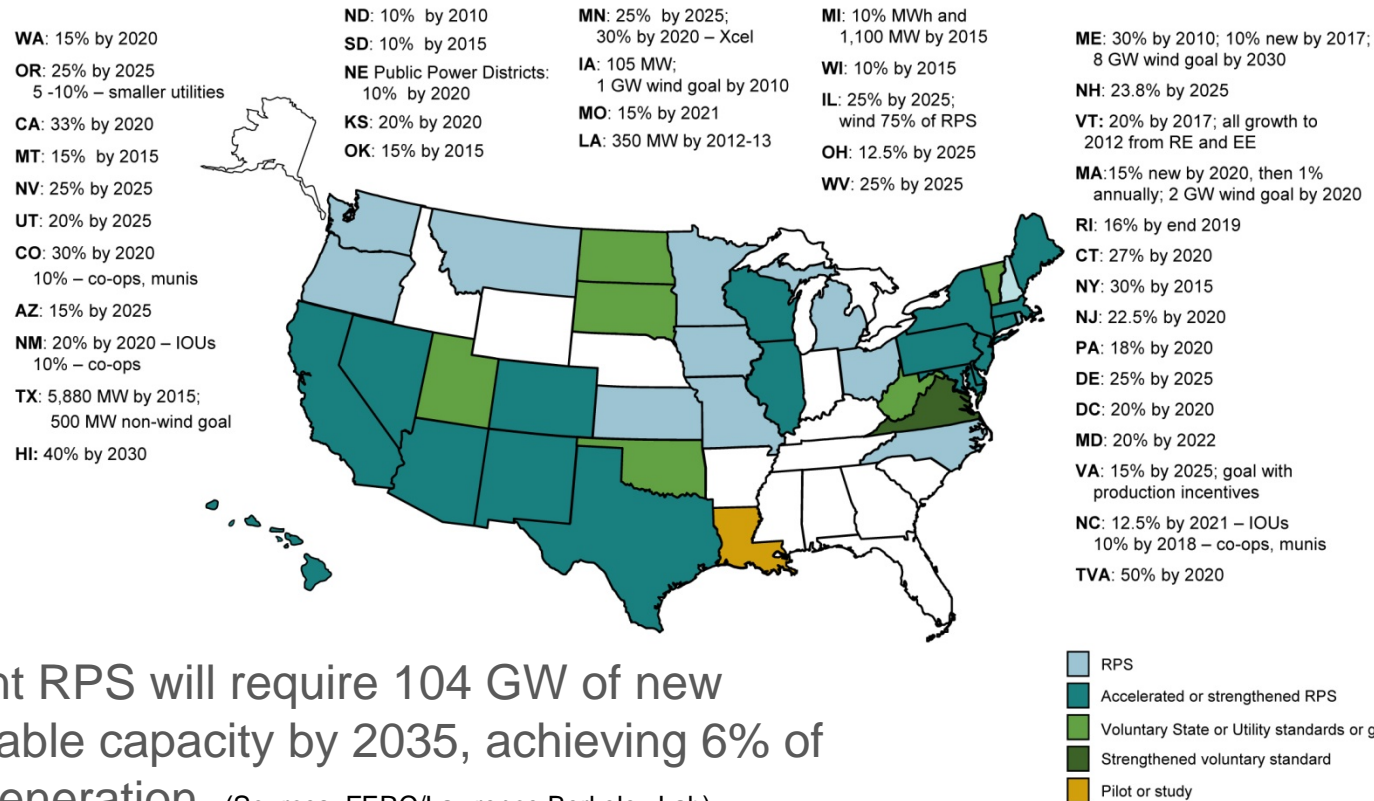 WA: 15% by 2020
OR: 25% by 2025
5 -10% – smaller utilities
CA: 33% by 2020
MT: 15% by 2015
NV: 25% by 2025
UT: 20% by 2025
CO: 30% by 2020
10% – co-ops, munis
AZ: 15% by 2025
NM: 20% by 2020 – IOUs
10% – co-ops
TX: 5,880 MW by 2015;
500 MW non-wind goal
HI: 40% by 2030
ND: 10% by 2010
SD: 10% by 2015
NE Public Power Districts:
10% by 2020
KS: 20% by 2020
OK: 15% by 2015
MN: 25% by 2025;
30% by 2020 – Xcel
IA: 105 MW;
1 GW wind goal by 2010
MO: 15% by 2021
LA: 350 MW by 2012-13
MI: 10% MWh and
1,100 MW by 2015
WI: 10% by 2015
IL: 25% by 2025;
wind 75% of RPS
OH: 12.5% by 2025
WV: 25% by 2025
ME: 30% by 2010; 10% new by 2017;
8 GW wind goal by 2030
NH: 23.8% by 2025
VT: 20% by 2017; all growth to
2012 from RE and EE
MA:15% new by 2020, then 1%
annually; 2 GW wind goal by 2020
RI: 16% by end 2019
CT: 27% by 2020
NY: 30% by 2015
NJ: 22.5% by 2020
PA: 18% by 2020
DE: 25% by 2025
DC: 20% by 2020
MD: 20% by 2022
VA: 15% by 2025; goal with
production incentives
NC: 12.5% by 2021 – IOUs
10% by 2018 – co-ops, munis
TVA: 50% by 2020
RPS
Accelerated or strengthened RPS
Voluntary State or Utility standards or g
Strengthened voluntary standard
Pilot or study
nt RPS will require 104 GW of new
able capacity by 2035, achieving 6% of